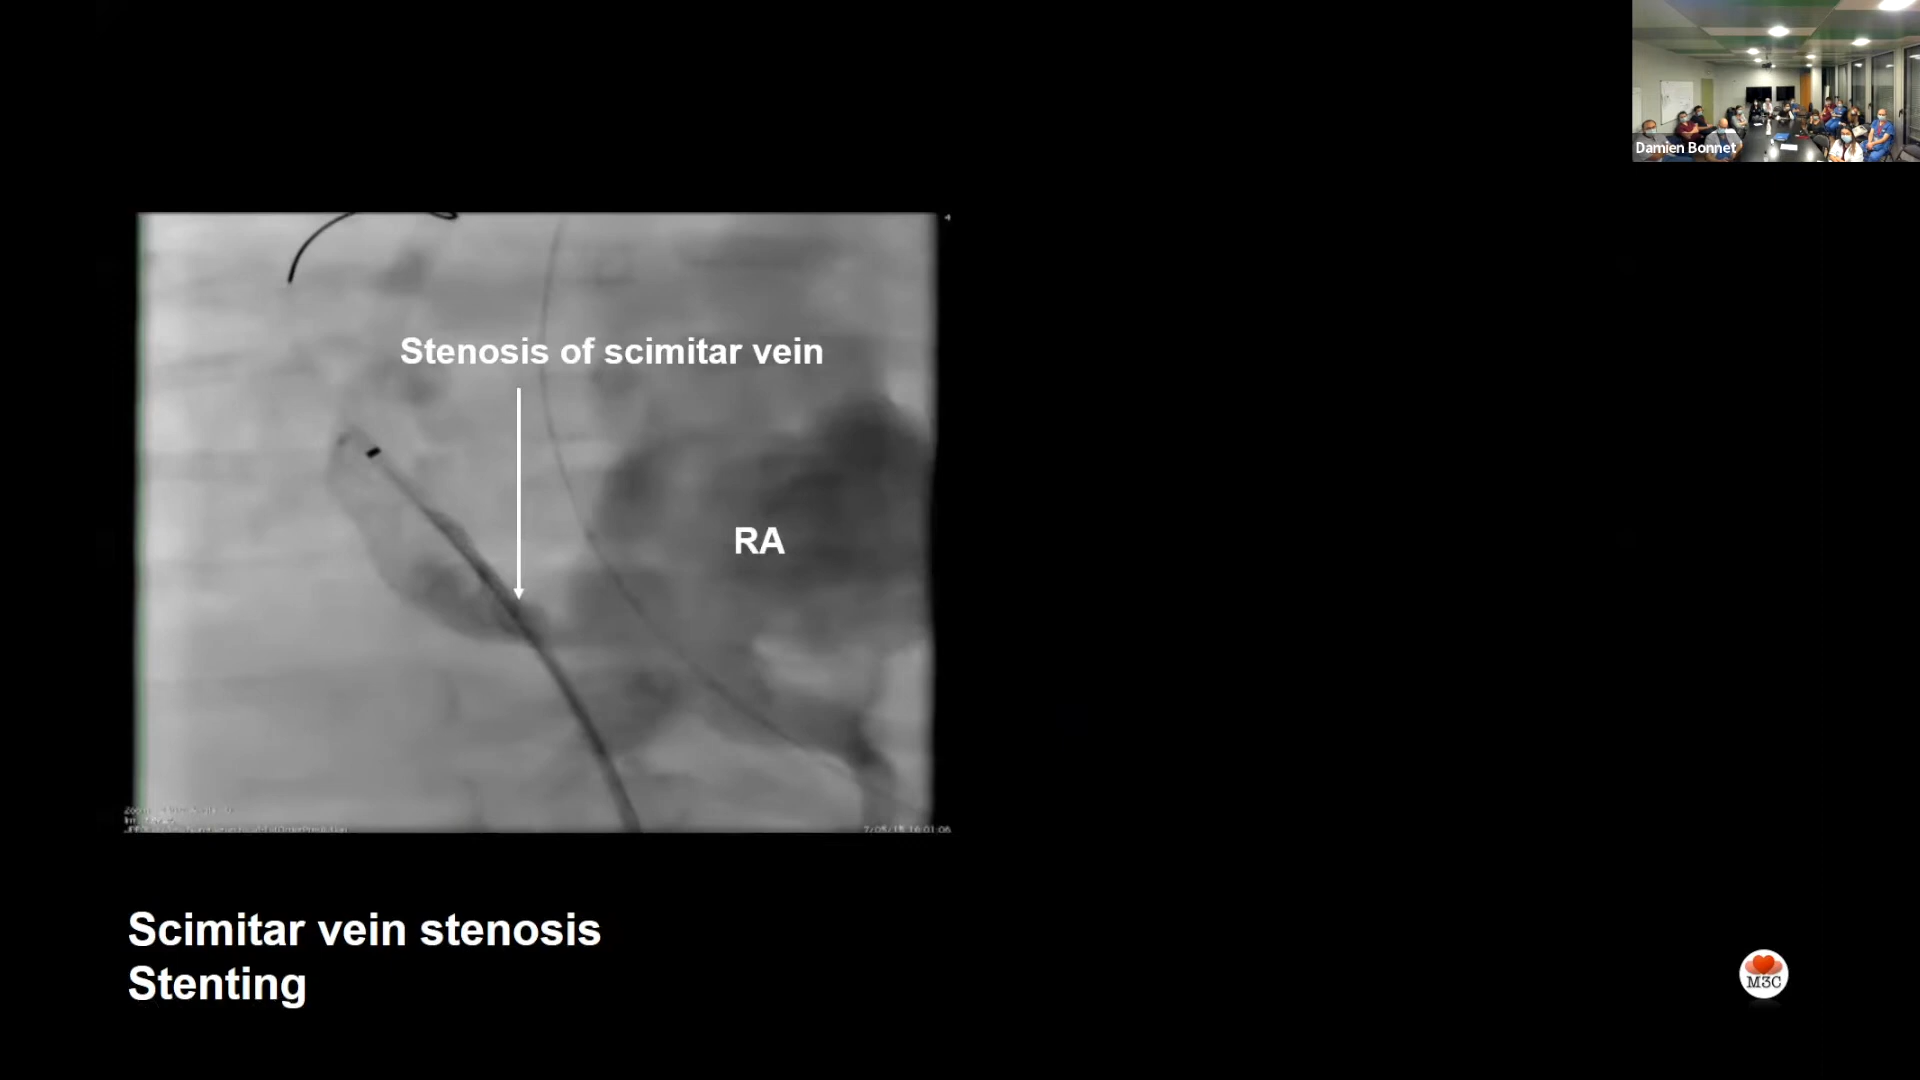 Damien Bonnet
Stenosis of scimitar vein
RA
Scimitar vein stenosis
Stenting
M3C